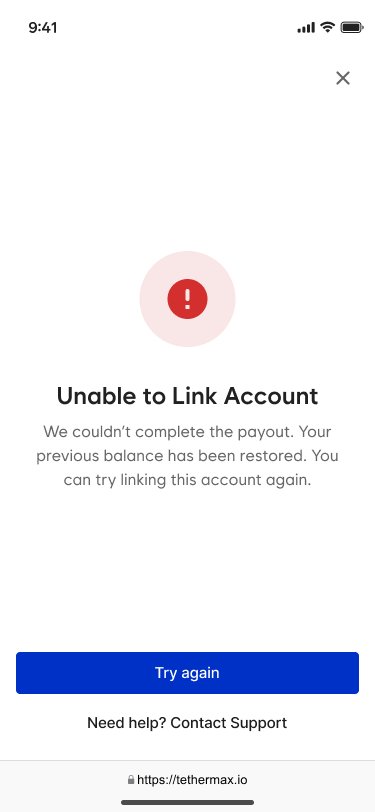 9:41
Unable to Link Account
We couldn’t complete the payout. Your
previous balance has been restored. You
can try linking this account again.
Try again
Need help? Contact Support
https://tethermax.io